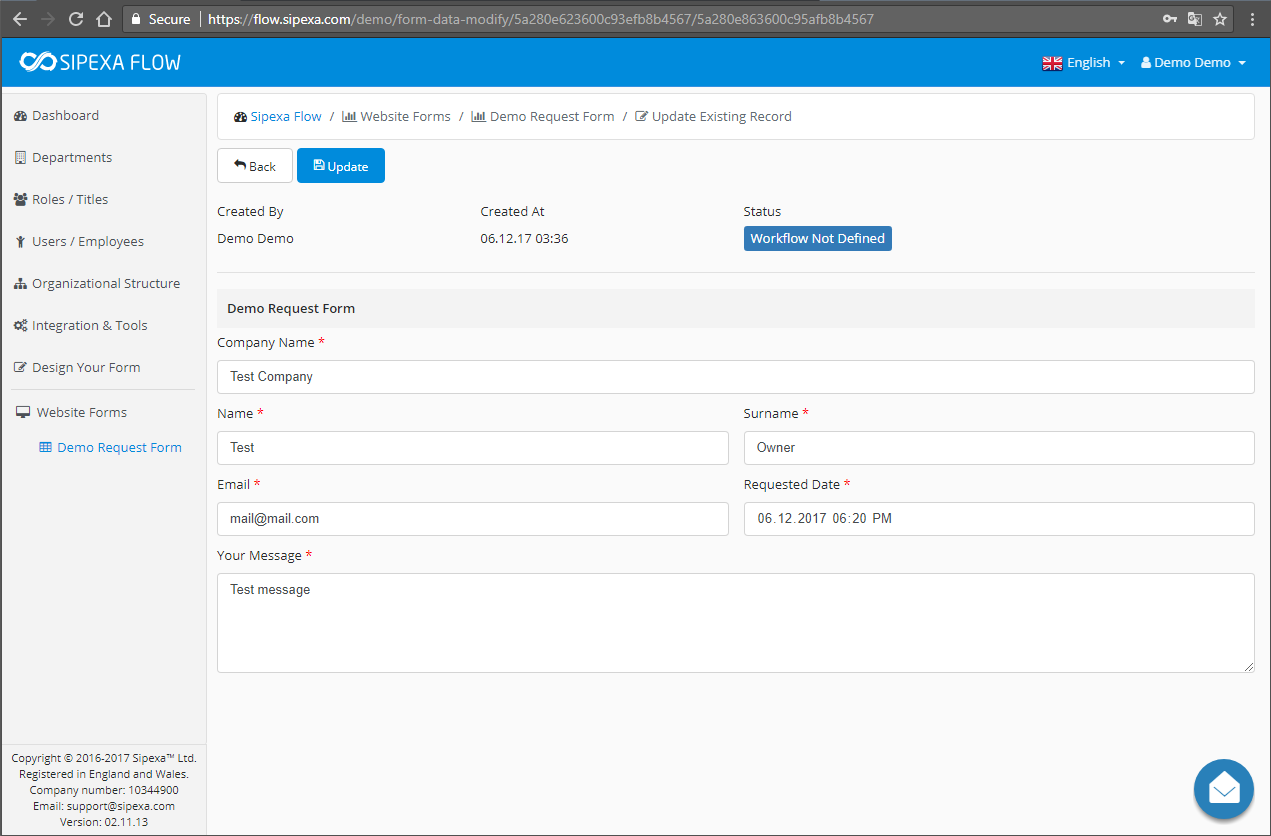 Secure https://flow.sipexa.com/demo/form-data-modify/5a280e623600c93efb8b4567/5a280e863600c95afb8b4567
SIPEXA FLOW
English
Demo Demo
Dashboard
Departments
Roles / Titles
Users / Employees
Organizational Structure
Integration & Tools
Design Your Form
Website Forms
Demo Request Form
Copyright © 2016-2017 Sipexa™ Ltd.
Registered in England and Wales.
Company number: 10344900
Email: support@sipexa.com
Version: 02.11.13
Sipexa Flow / Website Forms / Demo Request Form / Update Existing Record
Back
Update
Created By
Demo Demo
Created At
06.12.17 03:36
Status
Workflow Not Defined
Demo Request Form
Company Name *
Test Company
Name *
Test
Surname *
Owner
Email *
mail@mail.com
Requested Date *
06.12.2017 06:20 PM
Your Message *
Test message